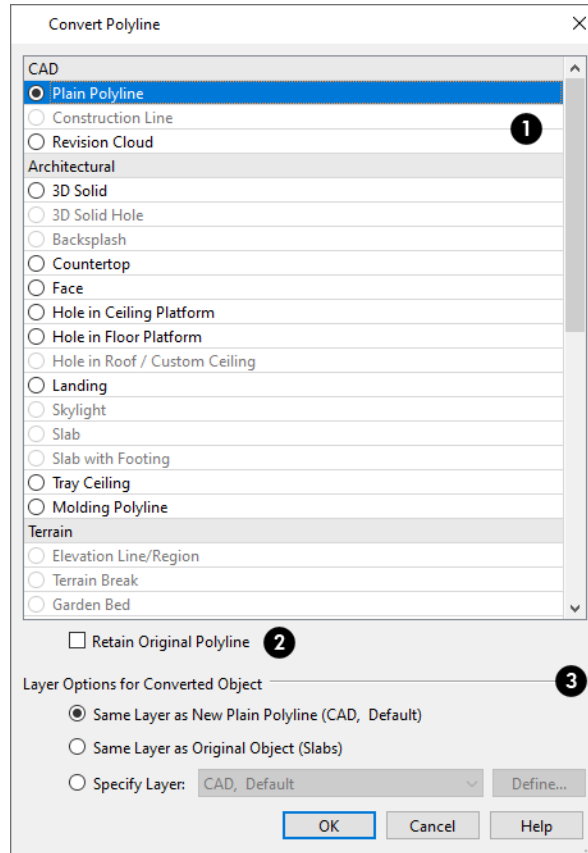 Convert Polyline
CAD
Plain Polyline
Construction Line
1
Revision Cloud
Architectural
3D Solid
3D Solid Hole
Backsplash
Countertop
Face
Hole in Ceiling Platform
Hole in Floor Platform
Hole in Roof / Custom Ceiling
Landing
Skylight
Slab
Slab with Footing
Tray Ceiling
Molding Polyline
Terrain
Elevation Line/Region
Terrain Break
Garden Bed
Retain Original Polyline 2
Layer Options for Converted Object 3
Same Layer as New Plain Polyline (CAD,  Default)
Same Layer as Original Object (Slabs)
Specify Layer: CAD,  Default Define...
OK Cancel Help